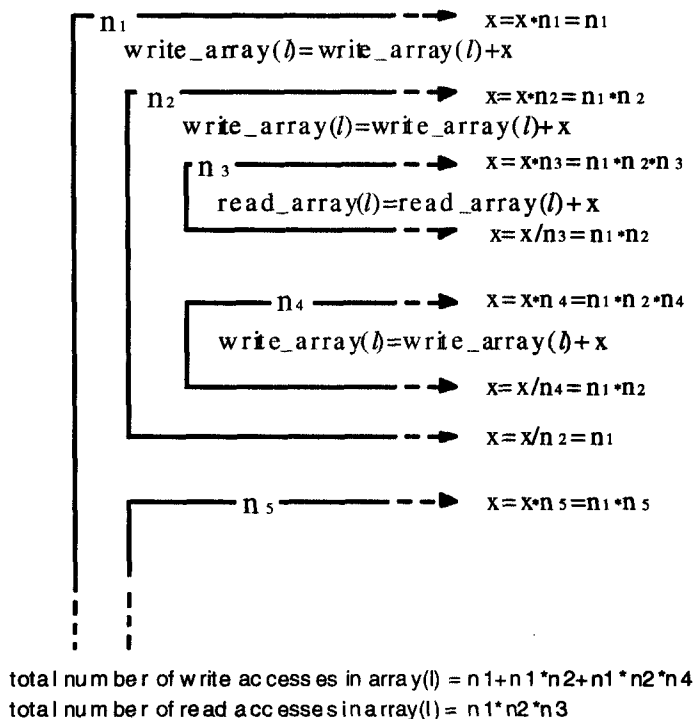 n₁ x=x*n₁=n₁
write_array(l)=write_array(l)+x
n₂ x=x*n₂=n₁*n₂
write_array(l)=write_array(l)+x
n₃ x=x*n₃=n₁*n₂*n₃
read_array(l)=read_array(l)+x
x=x/n₃=n₁*n₂
n₄ x=x*n₄=n₁*n₂*n₄
write_array(l)=write_array(l)+x
x=x/n₄=n₁*n₂
x=x/n₂=n₁
n₅ x=x*n₅=n₁*n₅
total number of write accesses in array(l) = n1+n1*n2+n1*n2*n4
total number of read accesses in array(l) = n1*n2*n3